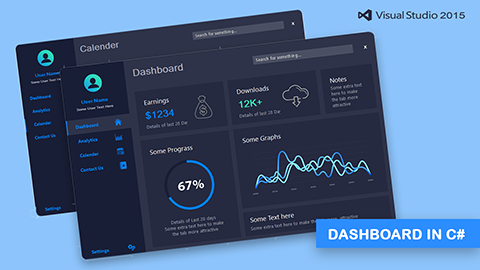 Visual Studio 2015
Calender
Search for something...
x
User Name
Some User Text Here
Dashboard
Analytics
Calender
Contact Us
Settings
Dashboard
Search for something...
x
User Name
Some User Text Here
Dashboard
Analytics
Calender
Contact Us
Settings
Earnings
$1234
Details of last 28 Day
Downloads
12K+
Details of last 28 Day
Notes
Some extra text
here to make
the tab more
attractive
Some Prograss
67%
Details of Last 28 days
Some extra text here to
make more attractive
Some Graphs
Some Text here
Some extra text here to make
the tab more attractive
DASHBOARD IN C#